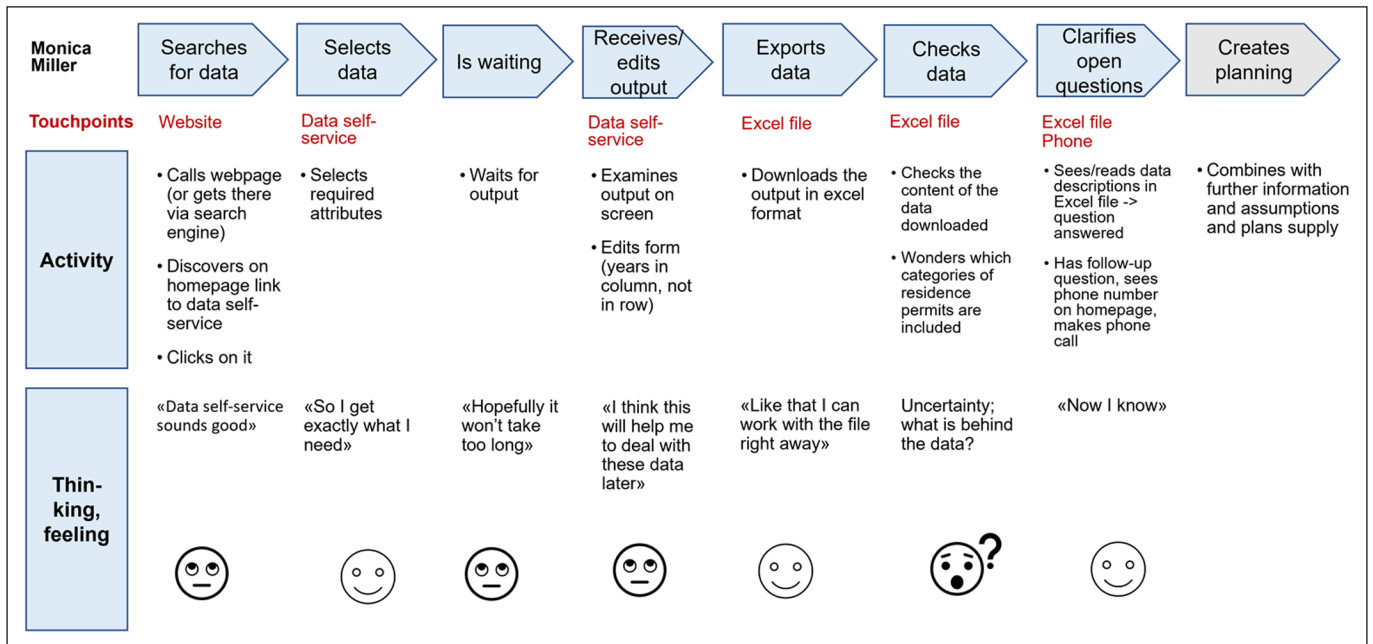 Monica
Miller
Searches
for data
Selects
data
Is waiting
Receives/
edits
output
Exports
data
Checks
data
Clarifies
open
questions
Creates
planning
Touchpoints
Website
Data self-
service
Data self-
service
Excel file
Excel file
Excel file
Phone
Activity
• Calls webpage
(or gets there
via search
engine)
• Discovers on
homepage link
to data self-
service
• Clicks on it
• Selects
required
attributes
• Waits for
output
• Examines
output on
screen
• Edits form
(years in
column, not
in row)
• Downloads the
output in excel
format
• Checks the
content of the
data
downloaded
• Wonders which
categories of
residence
permits are
included
• Sees/reads data
descriptions in
Excel file ->
question
answered
• Has follow-up
question, sees
phone number
on homepage,
makes phone
call
• Combines with
further information
and assumptions
and plans supply
Thin-
king,
feeling
«Data self-service
sounds good»
«So I get
exactly what I
need»
«Hopefully it
won't take
too long»
«I think this
will help me
to deal with
these data
later»
«Like that I can
work with the file
right away»
Uncertainty;
what is behind
the data?
«Now I know»
?